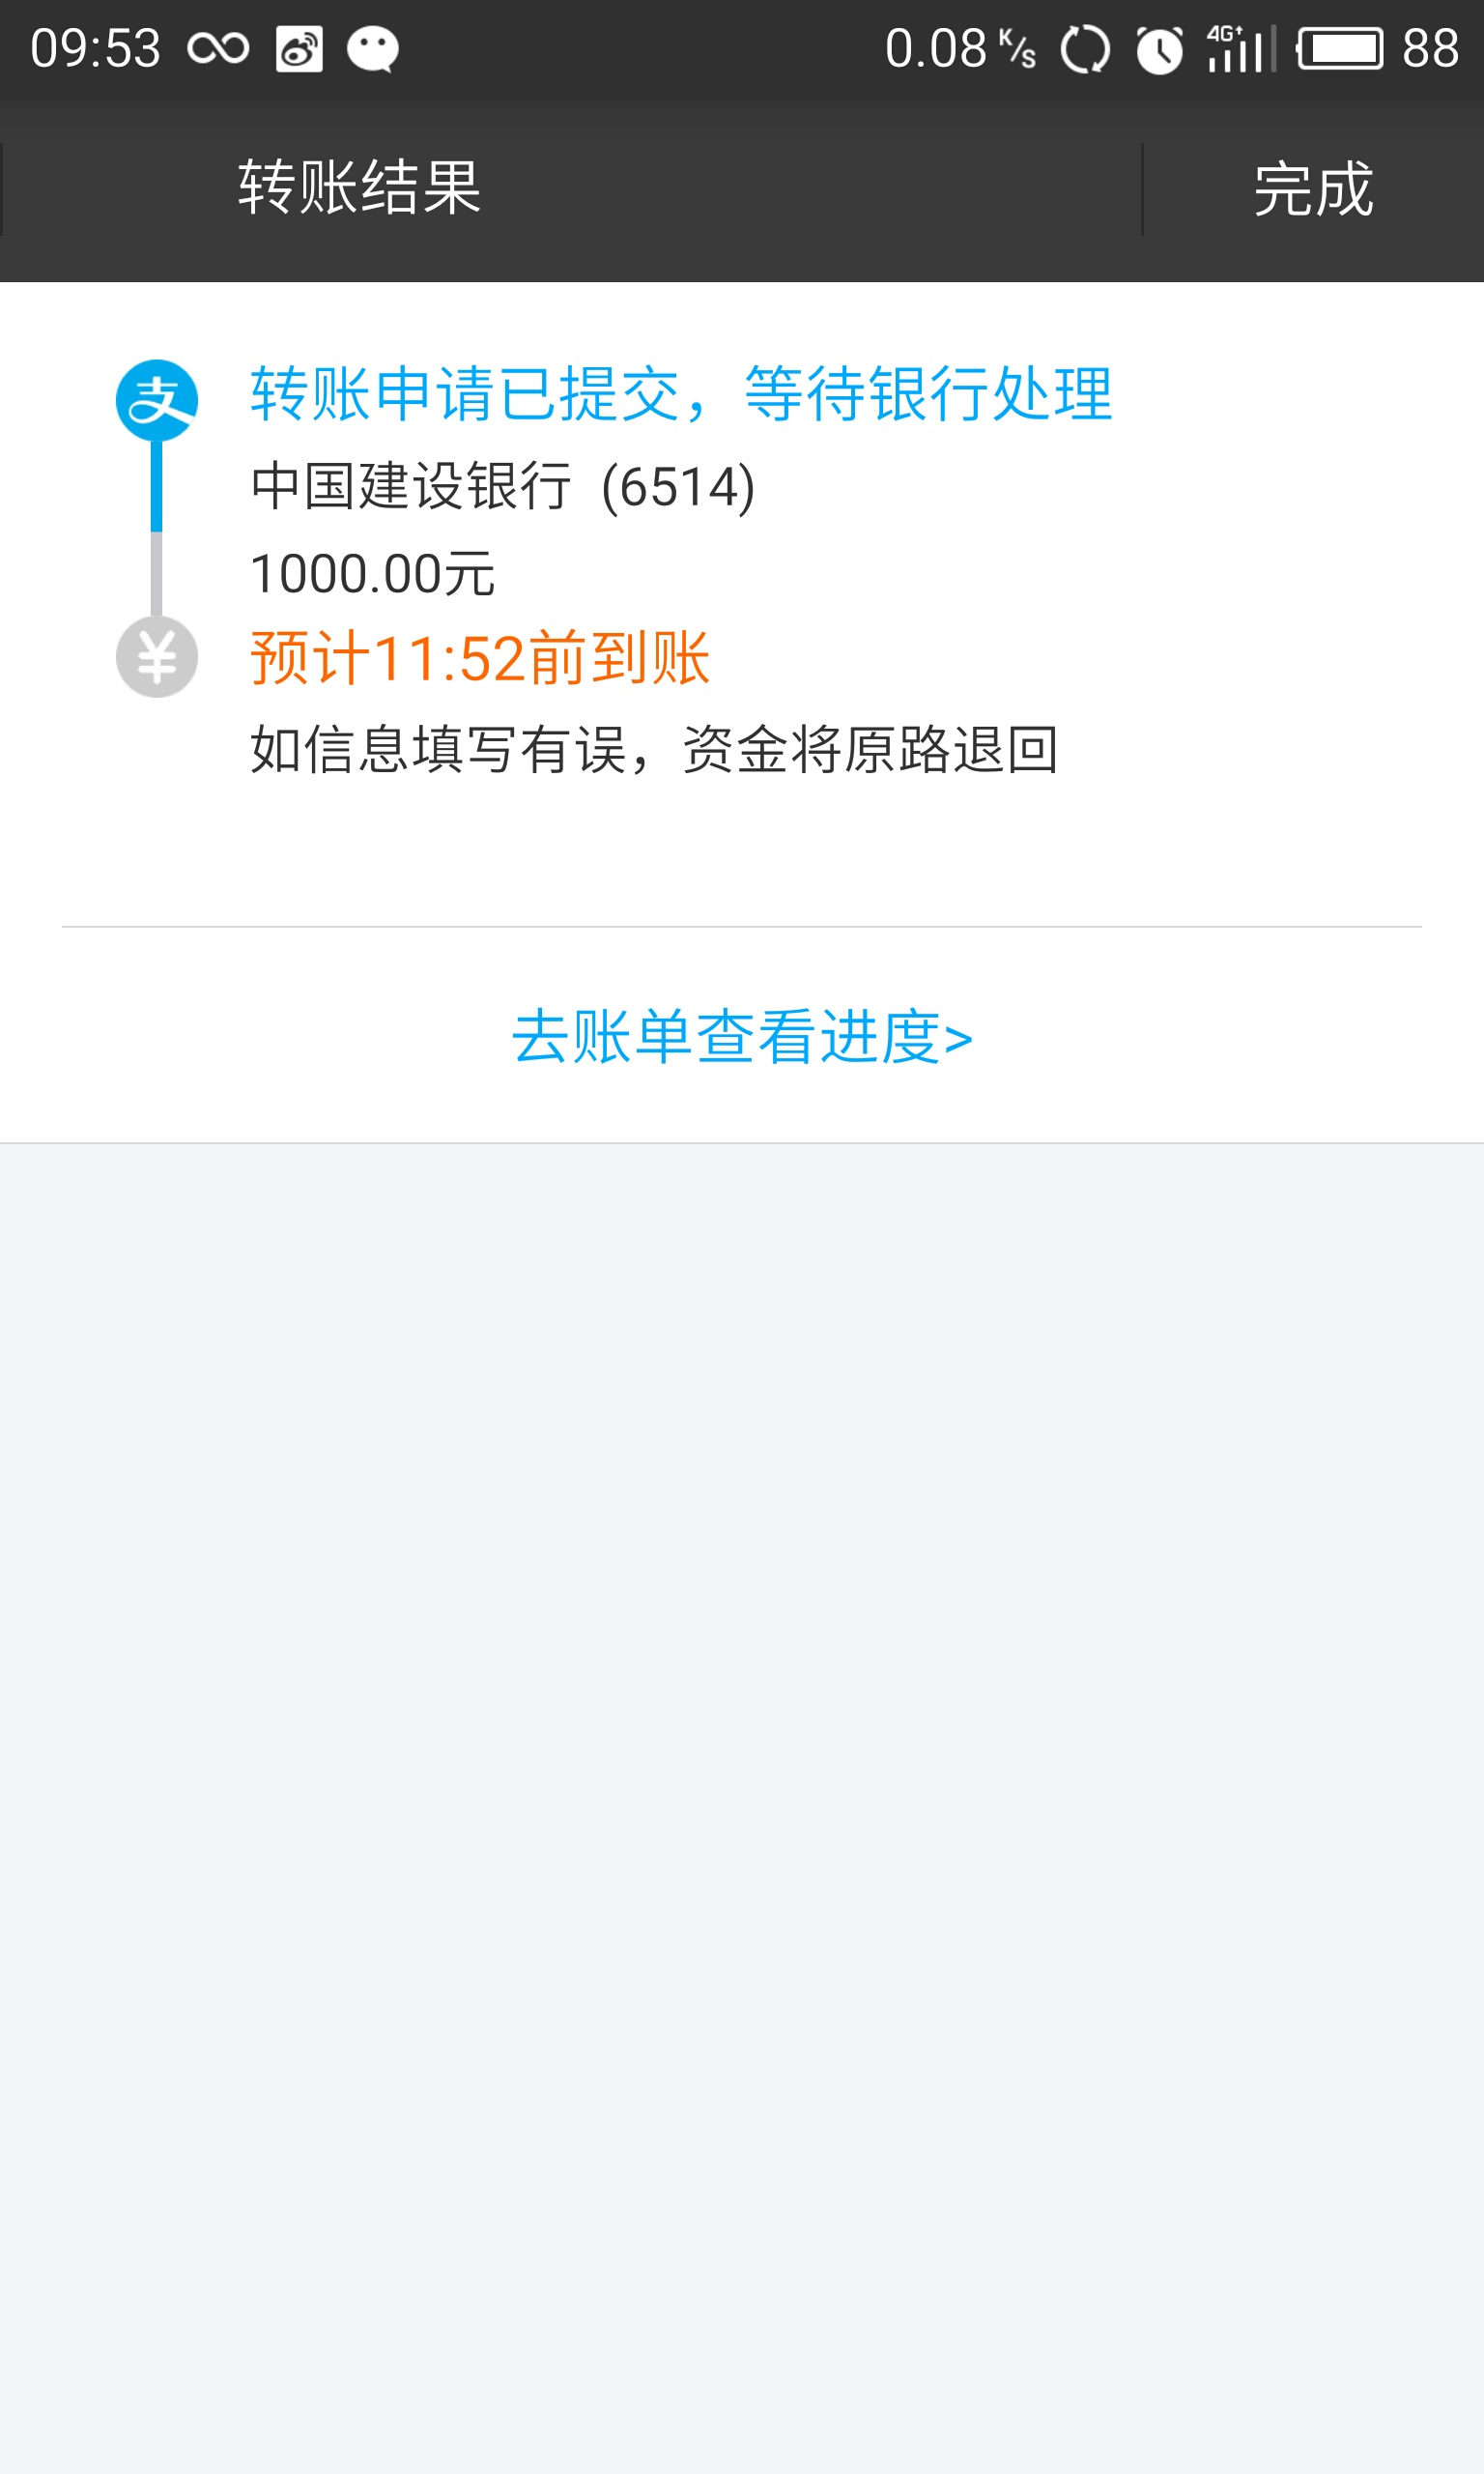 09:53 0.08 K/s 4G+ 88
转账结果 完成
支 转账申请已提交，等待银行处理
中国建设银行 (6514)
1000.00元
¥ 预计11:52前到账
如信息填写有误，资金将原路退回
去账单查看进度>